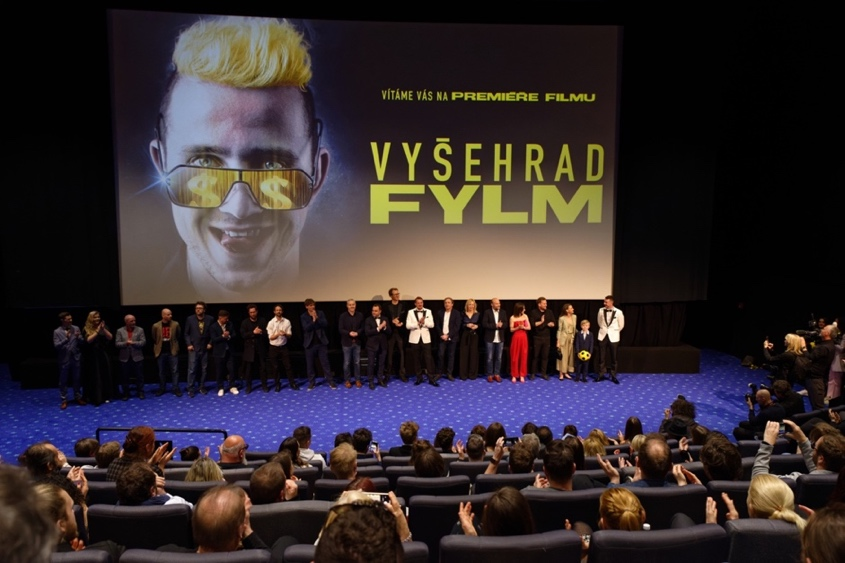 VÍTÁME VÁS NA PREMIÉŘE FILMU
VYŠEHRAD
FYLM